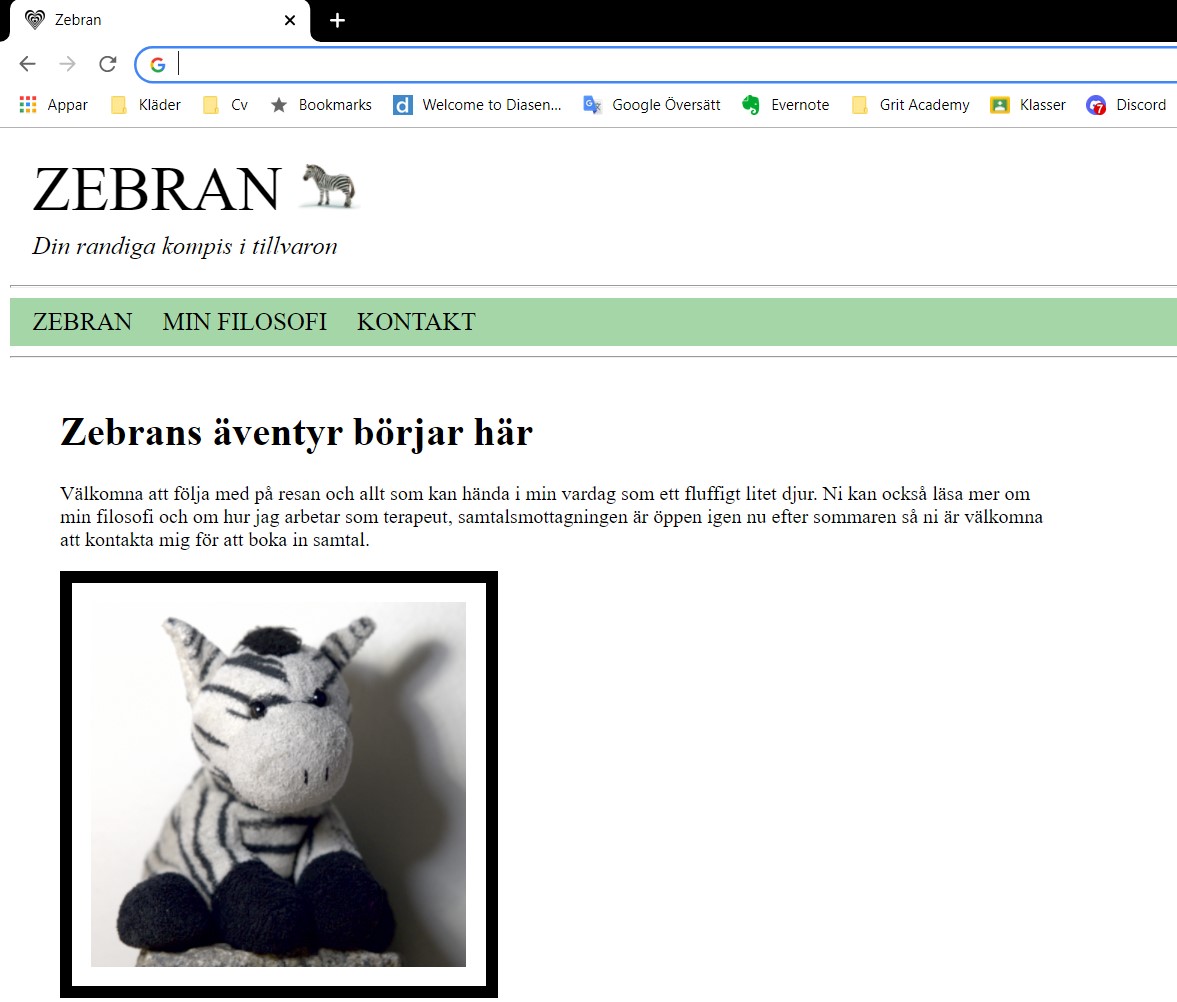 Zebran
Appar Kläder Cv Bookmarks Welcome to Diasen... Google Översätt Evernote Grit Academy Klasser Discord
ZEBRAN
Din randiga kompis i tillvaron
ZEBRAN MIN FILOSOFI KONTAKT
Zebrans äventyr börjar här
Välkomna att följa med på resan och allt som kan hända i min vardag som ett fluffigt litet djur. Ni kan också läsa mer om
min filosofi och om hur jag arbetar som terapeut, samtalsmottagningen är öppen igen nu efter sommaren så ni är välkomna
att kontakta mig för att boka in samtal.